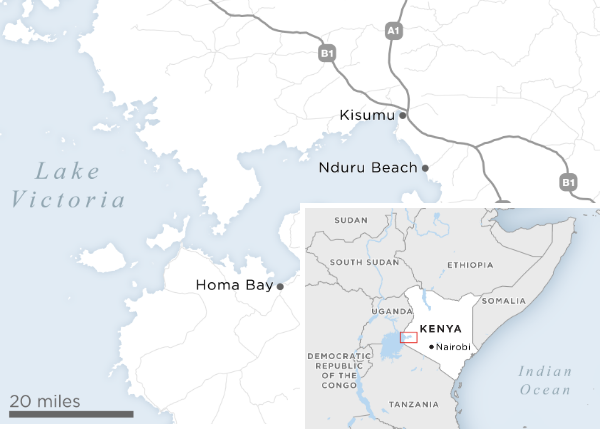 A1
B1
Kisumu
Nduru Beach
Lake
Victoria
B1
Homa Bay
20 miles
SUDAN
SOUTH SUDAN
ETHIOPIA
UGANDA
SOMALIA
KENYA
Nairobi
DEMOCRATIC
REPUBLIC
OF THE
CONGO
Indian
Ocean
TANZANIA